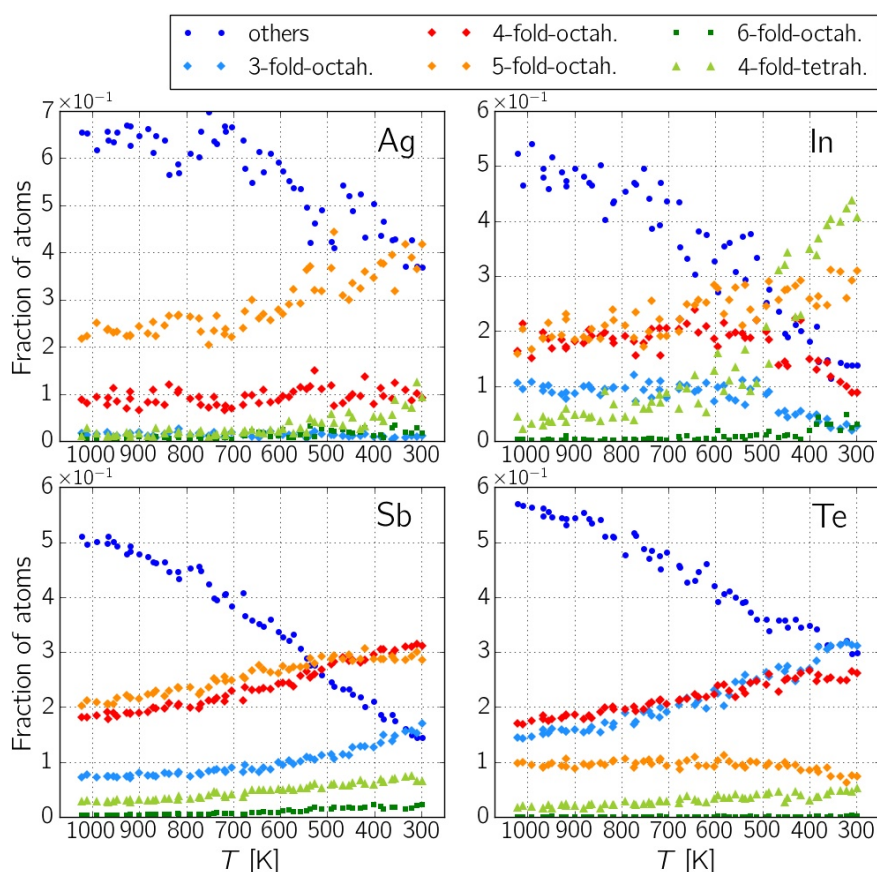 others 4-fold-octah. 6-fold-octah.
3-fold-octah. 5-fold-octah. 4-fold-tetrah.
×10⁻¹ ×10⁻¹
7 6
Ag In
6 5
5 4
4 3
3 2
2 1
1 0
0
Fraction of atoms
1000 900 800 700 600 500 400 300 1000 900 800 700 600 500 400 300
×10⁻¹ ×10⁻¹
6 6
Sb Te
5 5
4 4
3 3
2 2
1 1
0 0
Fraction of atoms
1000 900 800 700 600 500 400 300 1000 900 800 700 600 500 400 300
T [K] T [K]